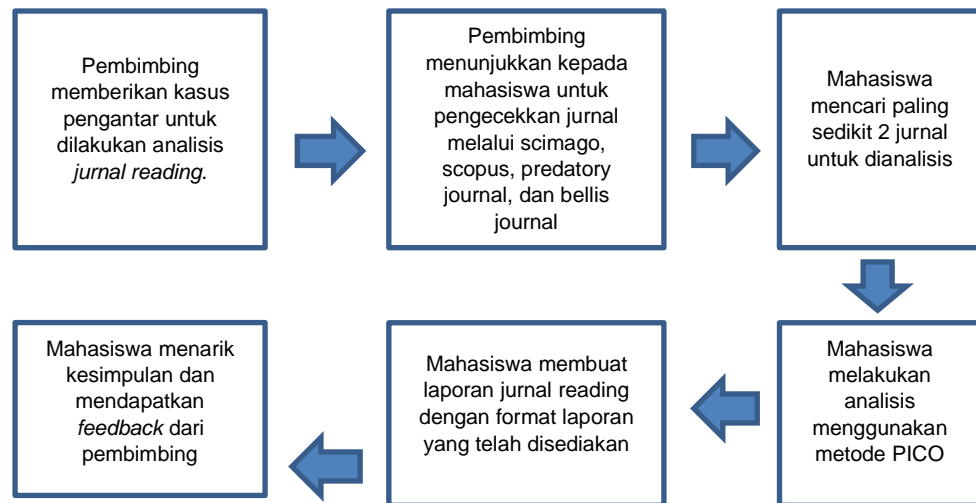 Pembimbing
memberikan kasus
pengantar untuk
dilakukan analisis
jurnal reading.
Pembimbing
menunjukkan kepada
mahasiswa untuk
pengecekkan jurnal
melalui scimago,
scopus, predatory
journal, dan bellis
journal
Mahasiswa
mencari paling
sedikit 2 jurnal
untuk dianalisis
Mahasiswa
melakukan
analisis
menggunakan
metode PICO
Mahasiswa membuat
laporan jurnal reading
dengan format laporan
yang telah disediakan
Mahasiswa menarik
kesimpulan dan
mendapatkan
feedback dari
pembimbing